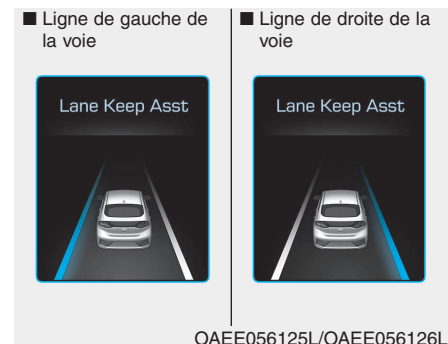 ■ Ligne de gauche de
la voie
Lane Keep Asst
■ Ligne de droite de la
voie
Lane Keep Asst
OAEE056125L/OAEE056126L